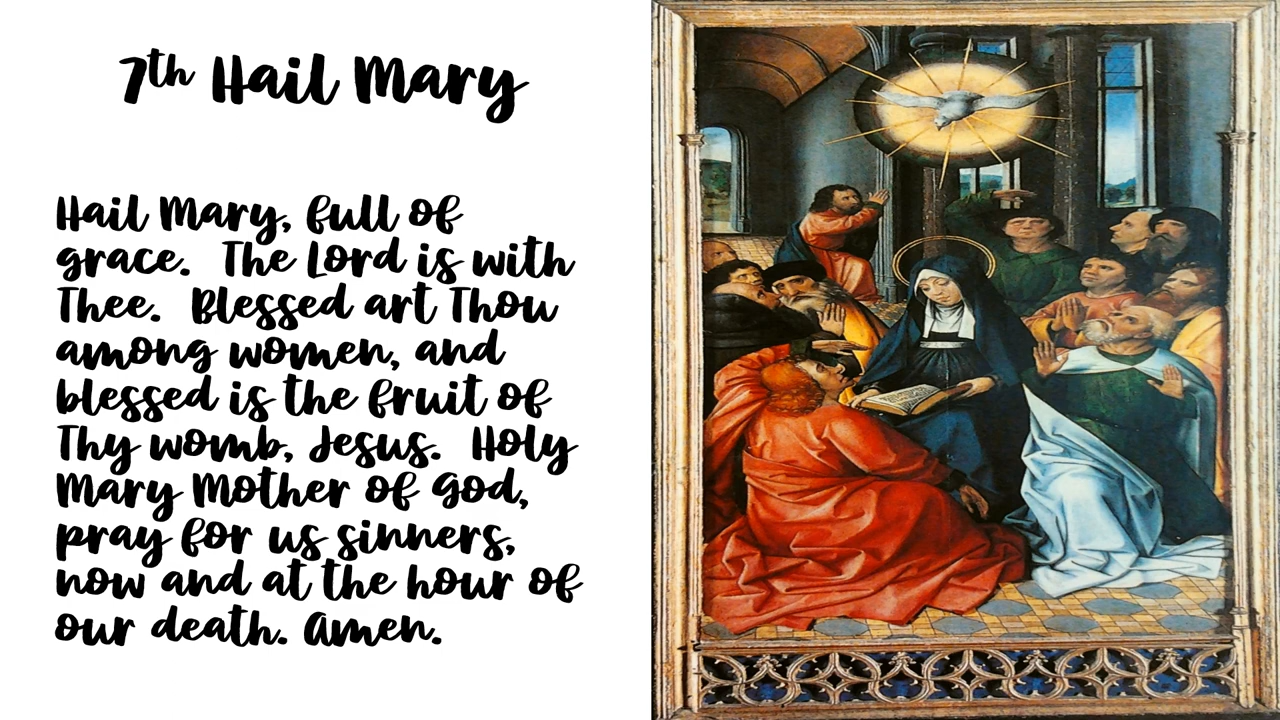 7th Hail Mary
Hail Mary, full of
grace. The Lord is with
Thee. Blessed art Thou
among women, and
blessed is the fruit of
Thy womb, Jesus. Holy
Mary Mother of God,
pray for us sinners,
now and at the hour of
our death. Amen.